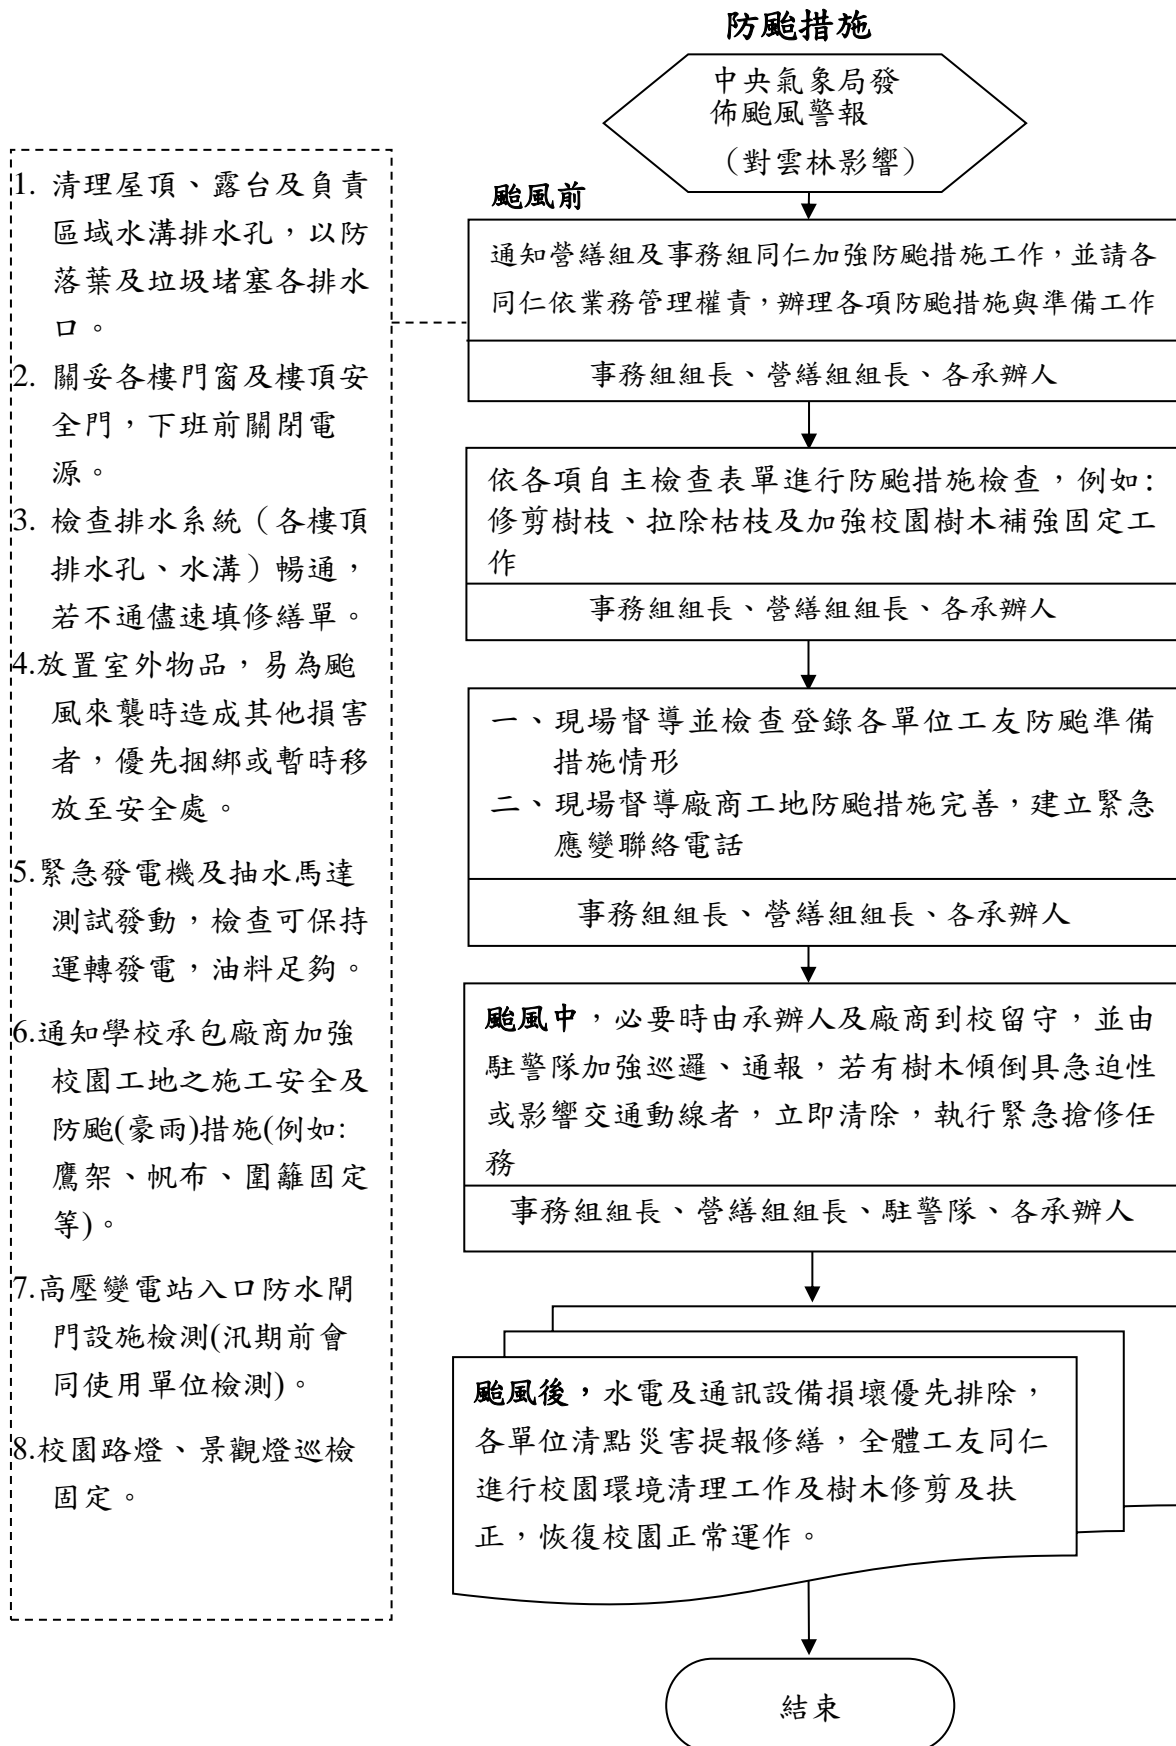 防颱措施
中央氣象局發
佈颱風警報
（對雲林影響）
颱風前
通知營繕組及事務組同仁加強防颱措施工作，並請各
同仁依業務管理權責，辦理各項防颱措施與準備工作
事務組組長、營繕組組長、各承辦人
1. 清理屋頂、露台及負責
區域水溝排水孔，以防
落葉及垃圾堵塞各排水
口。
2. 關妥各樓門窗及樓頂安
全門，下班前關閉電
源。
3. 檢查排水系統（各樓頂
排水孔、水溝）暢通，
若不通儘速填修繕單。
4.放置室外物品，易為颱
風來襲時造成其他損害
者，優先捆綁或暫時移
放至安全處。
5.緊急發電機及抽水馬達
測試發動，檢查可保持
運轉發電，油料足夠。
6.通知學校承包廠商加強
校園工地之施工安全及
防颱(豪雨)措施(例如:
鷹架、帆布、圍籬固定
等)。
7.高壓變電站入口防水閘
門設施檢測(汛期前會
同使用單位檢測)。
8.校園路燈、景觀燈巡檢
固定。
依各項自主檢查表單進行防颱措施檢查，例如:
修剪樹枝、拉除枯枝及加強校園樹木補強固定工
作
事務組組長、營繕組組長、各承辦人
一、現場督導並檢查登錄各單位工友防颱準備
措施情形
二、現場督導廠商工地防颱措施完善，建立緊急
應變聯絡電話
事務組組長、營繕組組長、各承辦人
颱風中，必要時由承辦人及廠商到校留守，並由
駐警隊加強巡邏、通報，若有樹木傾倒具急迫性
或影響交通動線者，立即清除，執行緊急搶修任
務
事務組組長、營繕組組長、駐警隊、各承辦人
颱風後，水電及通訊設備損壞優先排除，
各單位清點災害提報修繕，全體工友同仁
進行校園環境清理工作及樹木修剪及扶
正，恢復校園正常運作。
結束